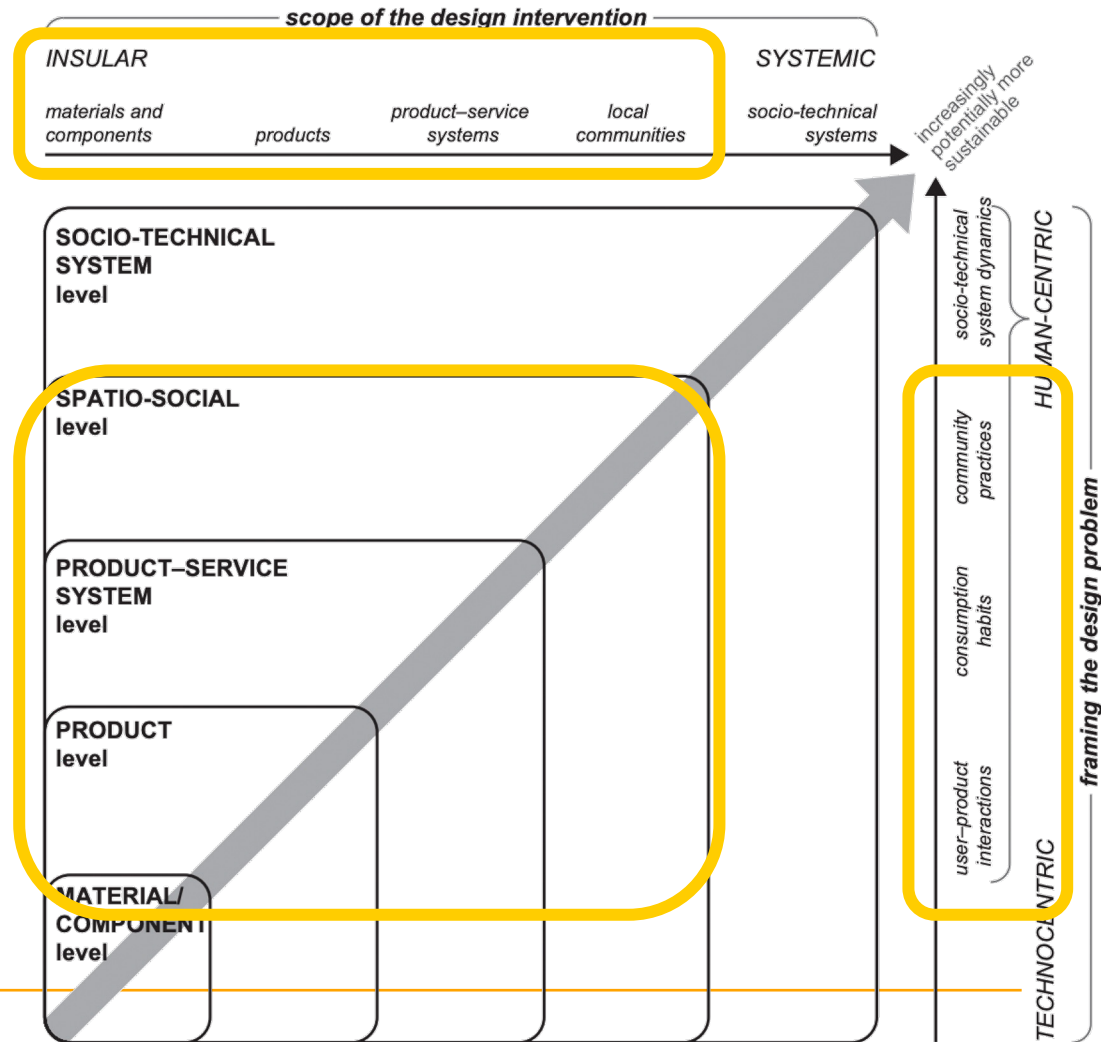 scope of the design intervention
INSULAR
SYSTEMIC
materials and
components
products
product–service
systems
local
communities
socio-technical
systems
increasingly
potentially more
sustainable
SOCIO-TECHNICAL
SYSTEM
level
SPATIO-SOCIAL
level
PRODUCT–SERVICE
SYSTEM
level
PRODUCT
level
MATERIAL/
COMPONENT
level
socio-technical
system dynamics
community
practices
consumption
habits
user–product
interactions
HUMAN-CENTRIC
TECHNOCENTRIC
framing the design problem